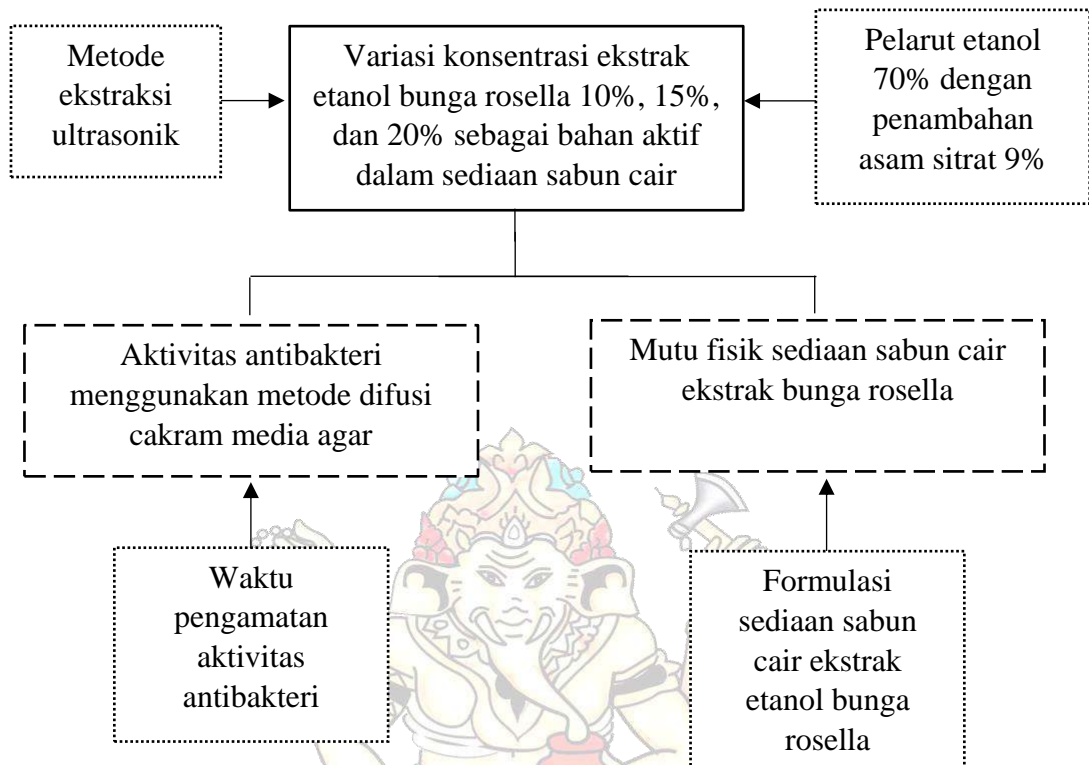 Metode
ekstraksi
ultrasonik
Variasi konsentrasi ekstrak
etanol bunga rosella 10%, 15%,
dan 20% sebagai bahan aktif
dalam sediaan sabun cair
Pelarut etanol
70% dengan
penambahan
asam sitrat 9%
Aktivitas antibakteri
menggunakan metode difusi
cakram media agar
Mutu fisik sediaan sabun cair
ekstrak bunga rosella
Waktu
pengamatan
aktivitas
antibakteri
Formulasi
sediaan sabun
cair ekstrak
etanol bunga
rosella